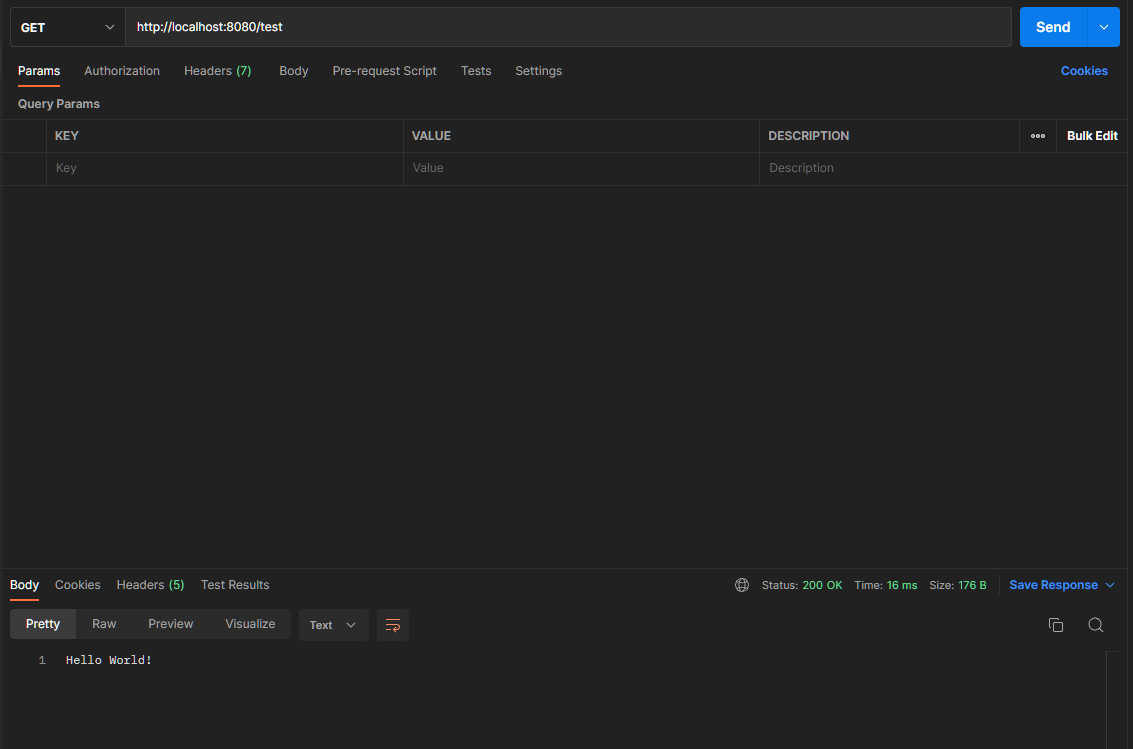 GET http://localhost:8080/test Send
Params Authorization Headers (7) Body Pre-request Script Tests Settings Cookies
Query Params
KEY VALUE DESCRIPTION Bulk Edit
Key Value Description
Body Cookies Headers (5) Test Results Status: 200 OK Time: 16 ms Size: 176 B Save Response
Pretty Raw Preview Visualize Text
1 Hello World!